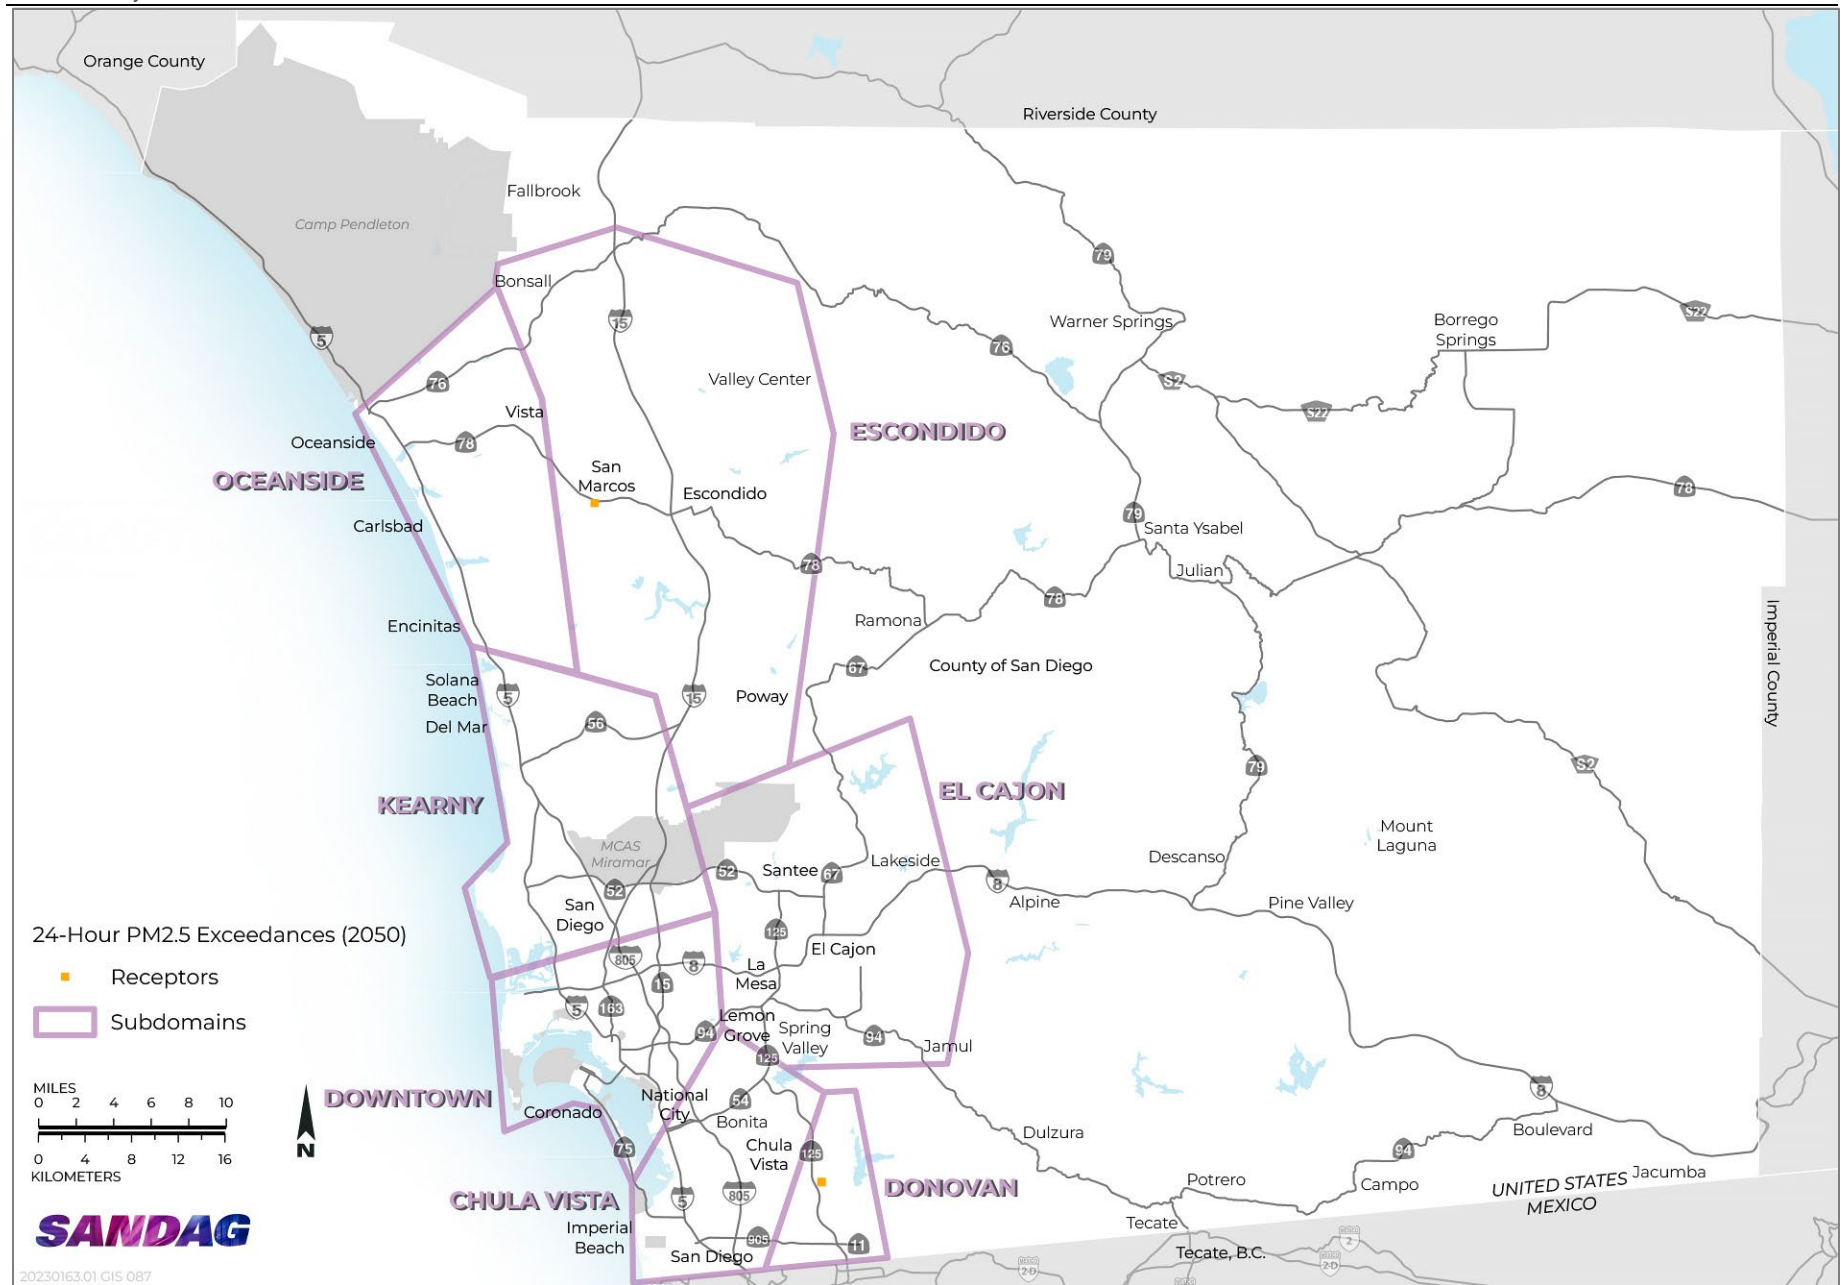 Orange County
Riverside County
Fallbrook
Camp Pendleton
79
Bonsall
5
15
Warner Springs
Borrego
Springs
S22
76
76
Valley Center
S2
S22
Vista
ESCONDIDO
Oceanside
78
OCEANSIDE
San
Marcos
Escondido
78
Carlsbad
79
Santa Ysabel
78
Julian
78
Encinitas
Ramona
Imperial County
67
County of San Diego
Solana
Beach
5
15
Poway
Del Mar
56
79
S2
KEARNY
EL CAJON
MCAS
Miramar
Mount
Laguna
52
52
Santee
67
Lakeside
Descanso
8
Alpine
Pine Valley
San
Diego
125
El Cajon
24-Hour PM2.5 Exceedances (2050)
Receptors
Subdomains
805
8
La
Mesa
15
5
163
94
Lemon
Grove
Spring
Valley
94
Jamul
125
MILES
0 2 4 6 8 10
0 4 8 12 16
KILOMETERS
N
DOWNTOWN
Coronado
National
City
54
Bonita
8
Boulevard
Dulzura
75
Chula
Vista
125
94
CHULA VISTA
5
805
DONOVAN
Potrero
Campo
UNITED STATES
MEXICO
Jacumba
Imperial
Beach
San Diego
905
11
Tecate
Tecate, B.C.
2
2D
2D
SANDAG
20230163.01 GIS 087